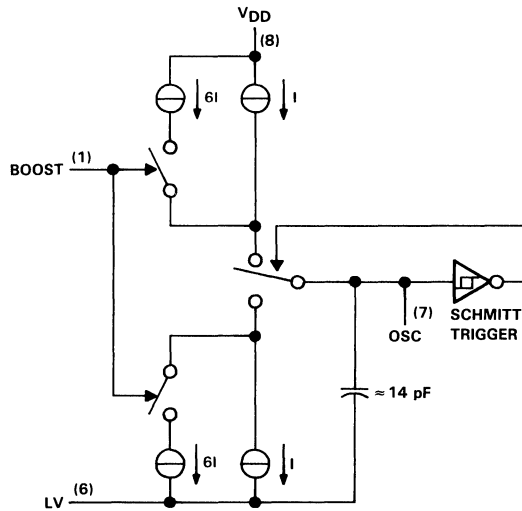 VDD
(8)
6I
I
BOOST
(1)
SCHMITT
TRIGGER
(7)
OSC
≈ 14 pF
6I
I
LV
(6)